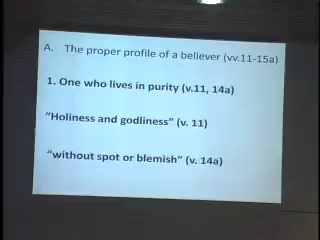 A. The proper profile of a believer (vv.11-15a)
1. One who lives in purity (v.11, 14a)
“Holiness and godliness” (v. 11)
“without spot or blemish” (v. 14a)